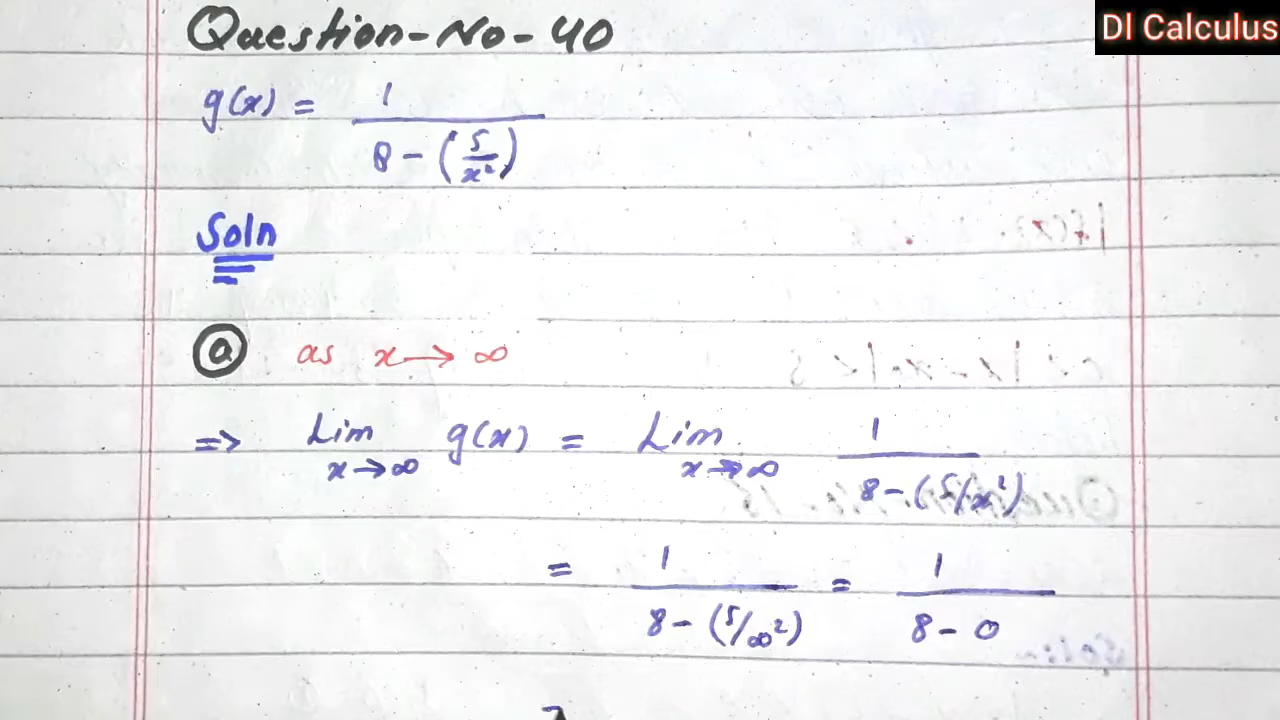 DI Calculus
Question-No-40
g(x) = 1 / 8 - (5/x²)
Soln
(a) as x → ∞
=> Lim x→∞ g(x) = Lim x→∞ 1 / 8-(5/x²)
= 1 / 8-(5/∞²) = 1 / 8-0